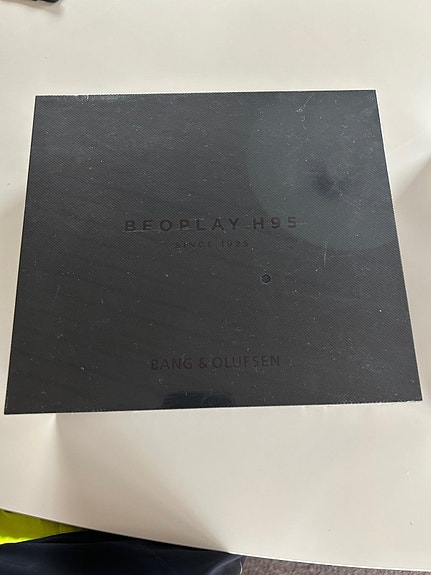 BEOPLAY H95
SINCE 1925
BANG & OLUFSEN